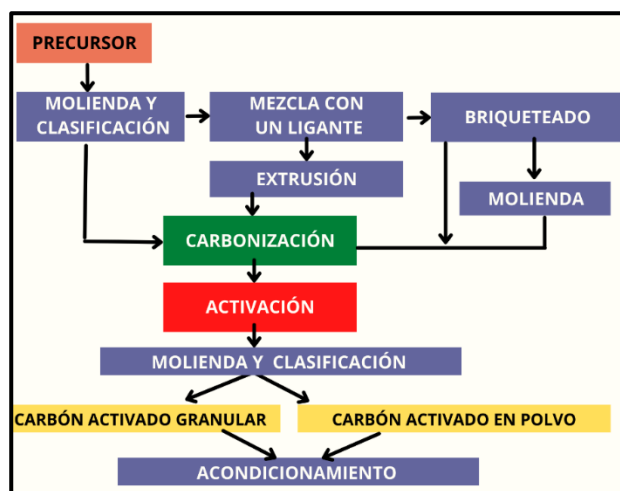 PRECURSOR
MOLIENDA Y
CLASIFICACIÓN
MEZCLA CON
UN LIGANTE
BRIQUETEADO
EXTRUSIÓN
MOLIENDA
CARBONIZACIÓN
ACTIVACIÓN
MOLIENDA Y CLASIFICACIÓN
CARBÓN ACTIVADO GRANULAR
CARBÓN ACTIVADO EN POLVO
ACONDICIONAMIENTO